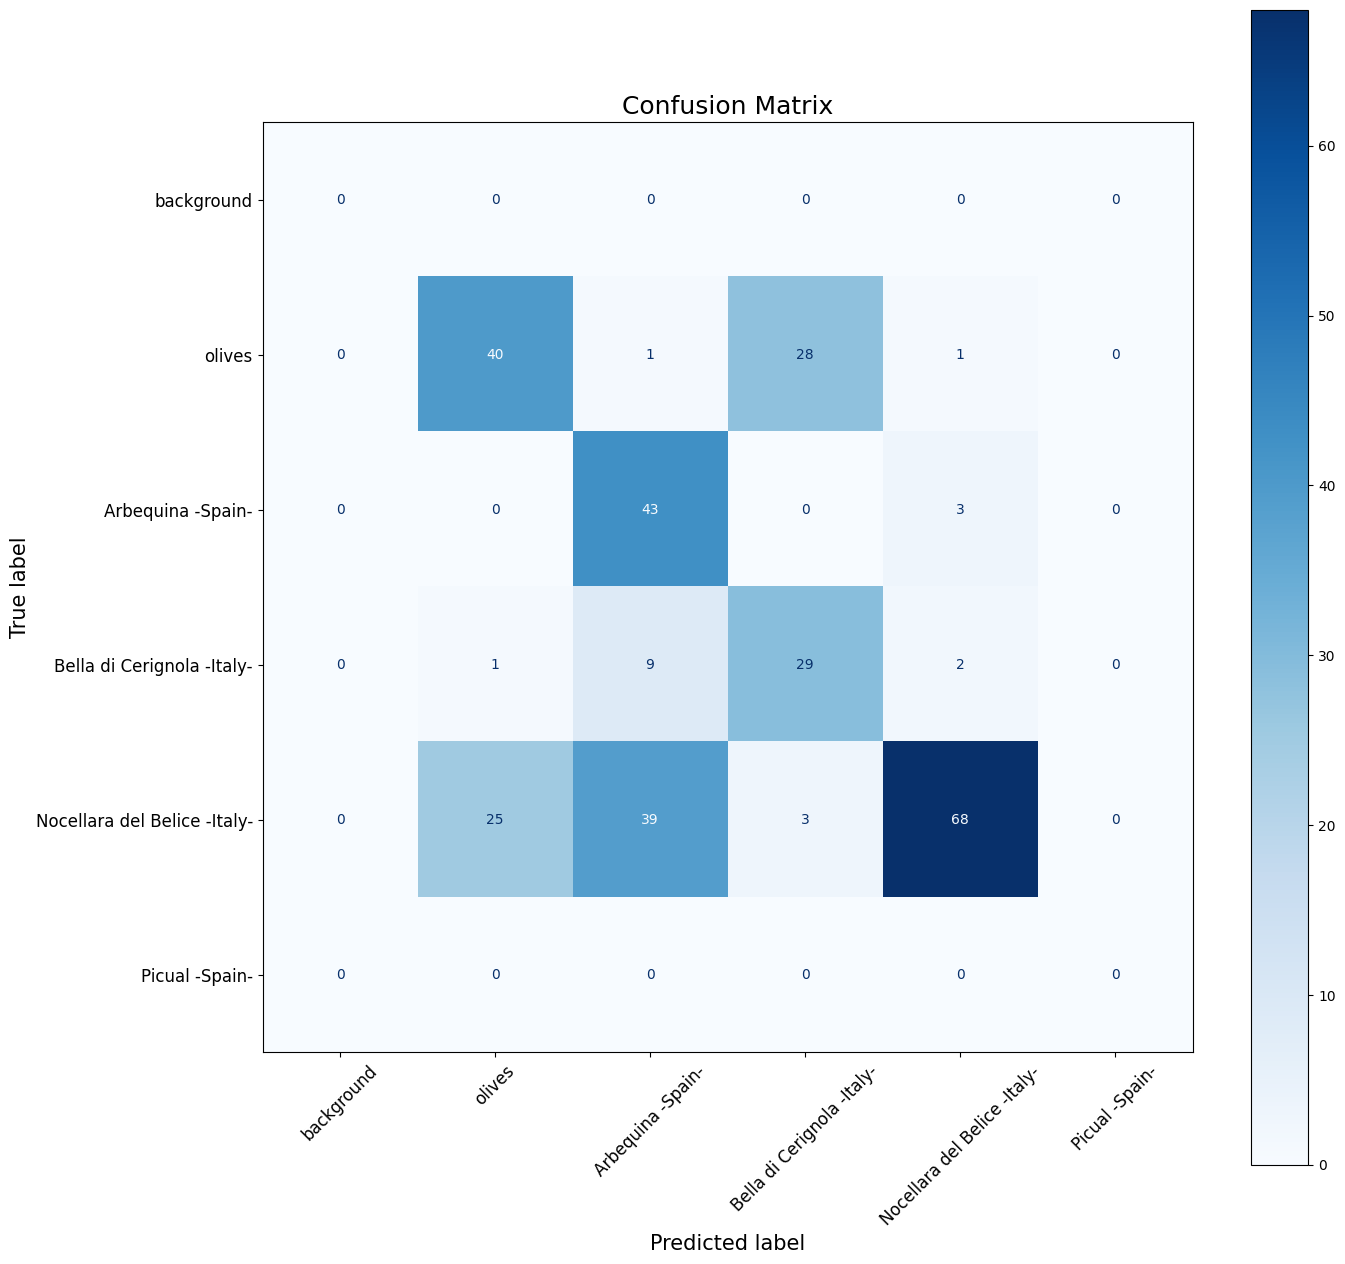 Confusion Matrix
background 0 0 0 0 0 0
olives 0 40 1 28 1 0
Arbequina -Spain- 0 0 43 0 3 0
Bella di Cerignola -Italy- 0 1 9 29 2 0
Nocellara del Belice -Italy- 0 25 39 3 68 0
Picual -Spain- 0 0 0 0 0 0
True label
background
olives
Arbequina -Spain-
Bella di Cerignola -Italy-
Nocellara del Belice -Italy-
Picual -Spain-
Predicted label
60
50
40
30
20
10
0